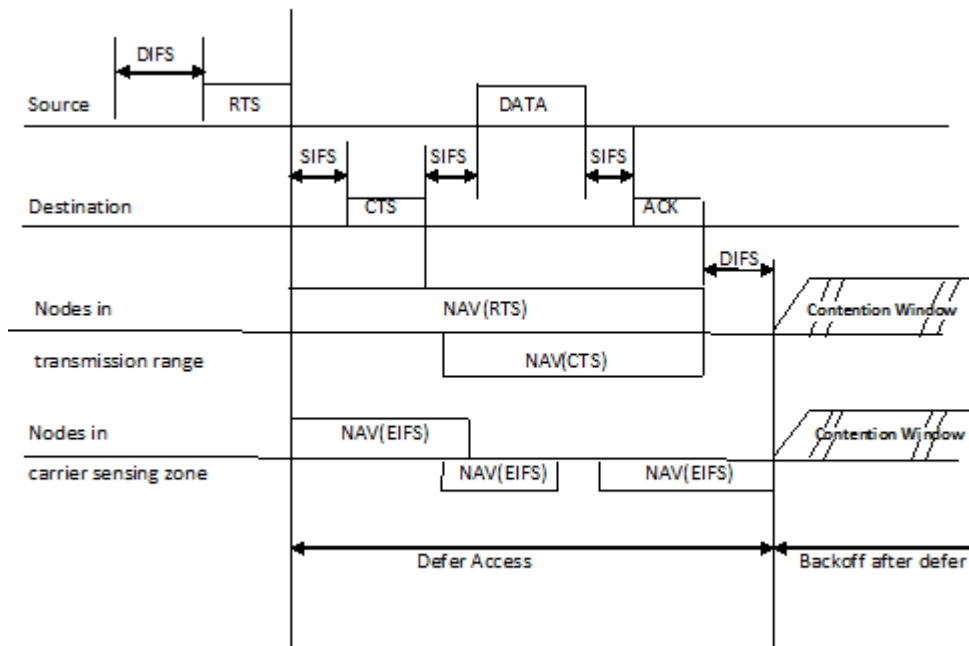 DIFS
Source
RTS
DATA
SIFS
SIFS
SIFS
Destination
CTS
ACK
DIFS
Nodes in
NAV(RTS)
Contention Window
transmission range
NAV(CTS)
Nodes in
NAV(EIFS)
Contention Window
carrier sensing zone
NAV(EIFS)
NAV(EIFS)
Defer Access
Backoff after defer